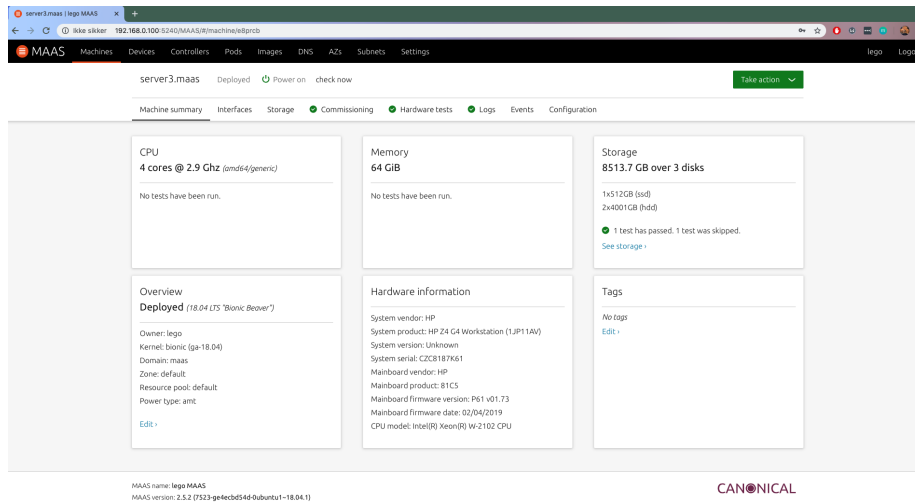 server3.maas | lego MAAS
Ikke sikker 192.168.0.100:5240/MAAS/#/machine/e8prcb
MAAS Machines Devices Controllers Pods Images DNS AZs Subnets Settings lego Logo
server3.maas Deployed Power on check now Take action
Machine summary Interfaces Storage Commissioning Hardware tests Logs Events Configuration
CPU
4 cores @ 2.9 Ghz (amd64/generic)
No tests have been run.
Memory
64 GiB
No tests have been run.
Storage
8513.7 GB over 3 disks
1x512GB (ssd)
2x4001GB (hdd)
1 test has passed. 1 test was skipped.
See storage ›
Overview
Deployed (18.04 LTS "Bionic Beaver")
Owner: lego
Kernel: bionic (ga-18.04)
Domain: maas
Zone: default
Resource pool: default
Power type: amt
Edit ›
Hardware information
System vendor: HP
System product: HP Z4 G4 Workstation (1JP11AV)
System version: Unknown
System serial: CZC8187K61
Mainboard vendor: HP
Mainboard product: 81C5
Mainboard firmware version: P61 v01.73
Mainboard firmware date: 02/04/2019
CPU model: Intel(R) Xeon(R) W-2102 CPU
Tags
No tags
Edit ›
MAAS name: lego MAAS
MAAS version: 2.5.2 (7523-ge4ecbd54d-0ubuntu1~18.04.1)
CANONICAL